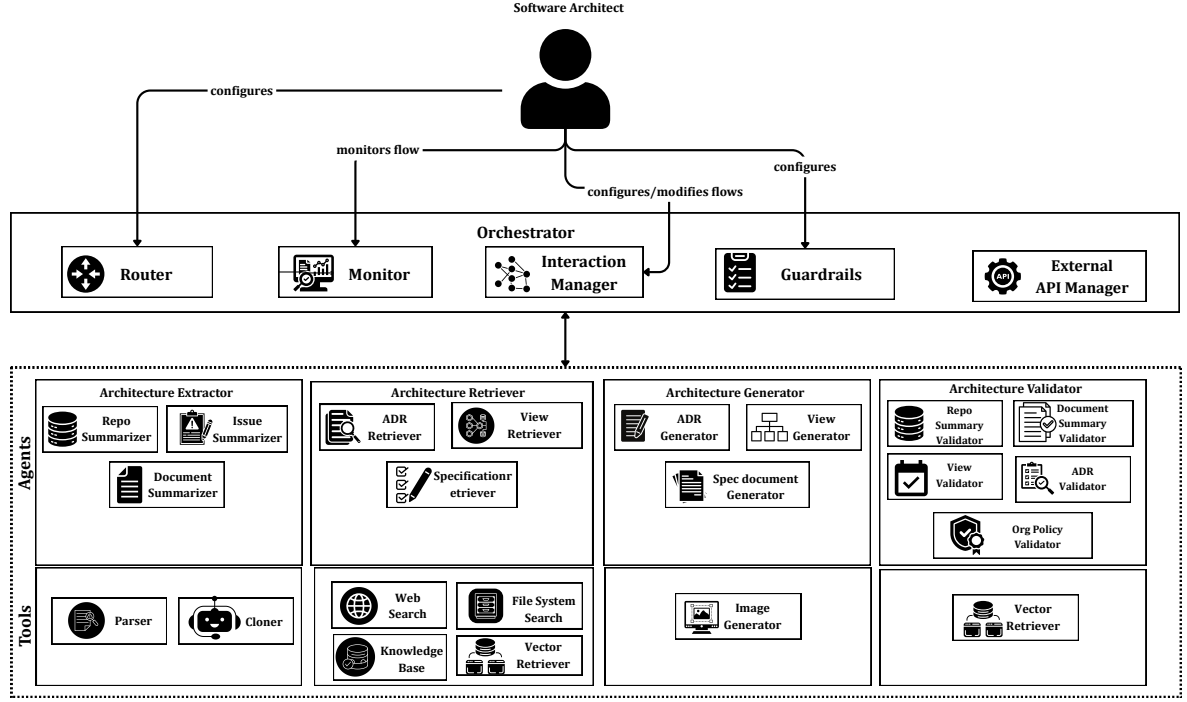 Software Architect
configures
monitors flow
configures
configures/modifies flows
Orchestrator
Router
Monitor
Interaction
Manager
Guardrails
API
External
API Manager
Agents
Architecture Extractor
Repo
Summarizer
Issue
Summarizer
Document
Summarizer
Architecture Retriever
ADR
Retriever
View
Retriever
Specificationr
etriever
Architecture Generator
ADR
Generator
View
Generator
Spec document
Generator
Architecture Validator
Repo
Summary
Validator
Document
Summary
Validator
View
Validator
ADR
Validator
Org Policy
Validator
Tools
Parser
Cloner
Web
Search
File System
Search
Knowledge
Base
Vector
Retriever
Image
Generator
Vector
Retriever